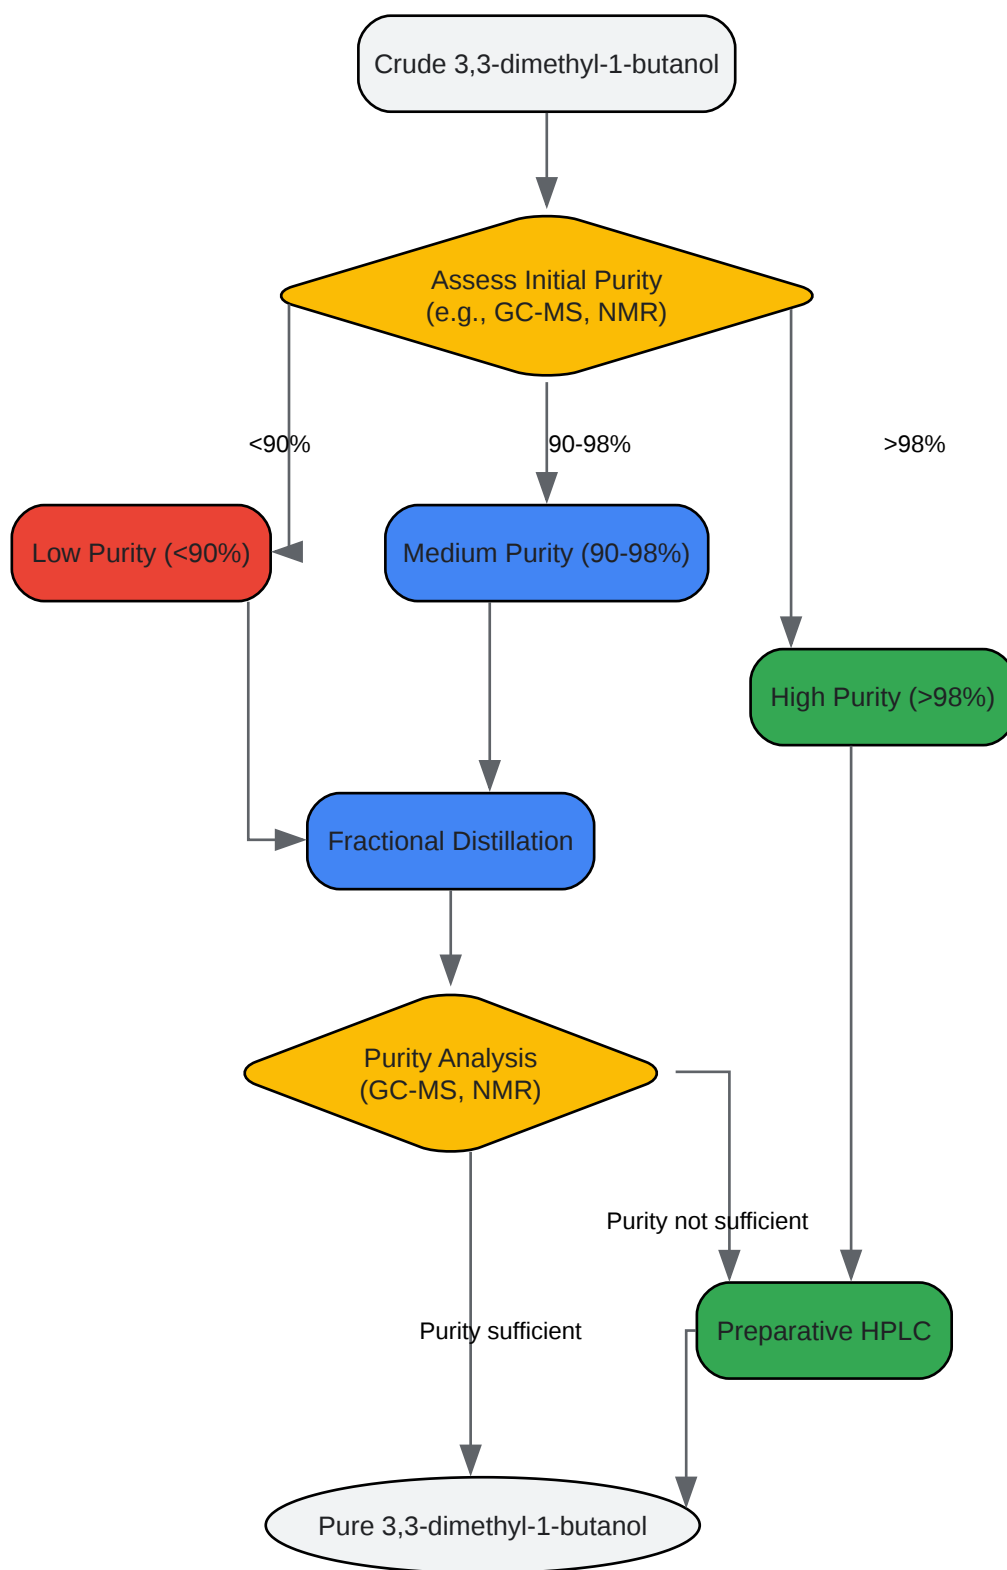 Crude 3,3-dimethyl-1-butanol
Assess Initial Purity
(e.g., GC-MS, NMR)
<90%
90-98%
>98%
Low Purity (<90%)
Medium Purity (90-98%)
High Purity (>98%)
Fractional Distillation
Purity Analysis
(GC-MS, NMR)
Purity not sufficient
Purity sufficient
Preparative HPLC
Pure 3,3-dimethyl-1-butanol